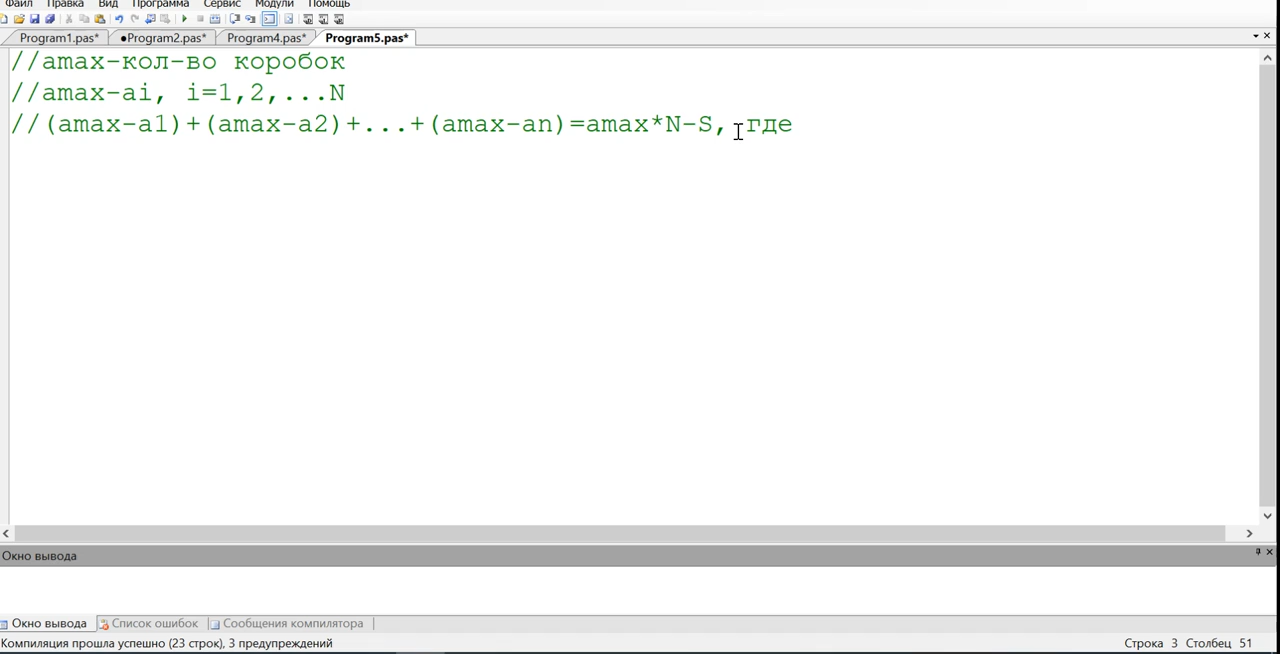 Файл Правка Вид Программа Сервис Модули Помощь
Program1.pas* ●Program2.pas* Program4.pas* Program5.pas*
//amax-кол-во коробок
//amax-ai, i=1,2,...N
//(amax-a1)+(amax-a2)+...+(amax-an)=amax*N-S, где
Окно вывода
Окно вывода Список ошибок Сообщения компилятора
Компиляция прошла успешно (23 строк), 3 предупреждений Строка 3 Столбец 51